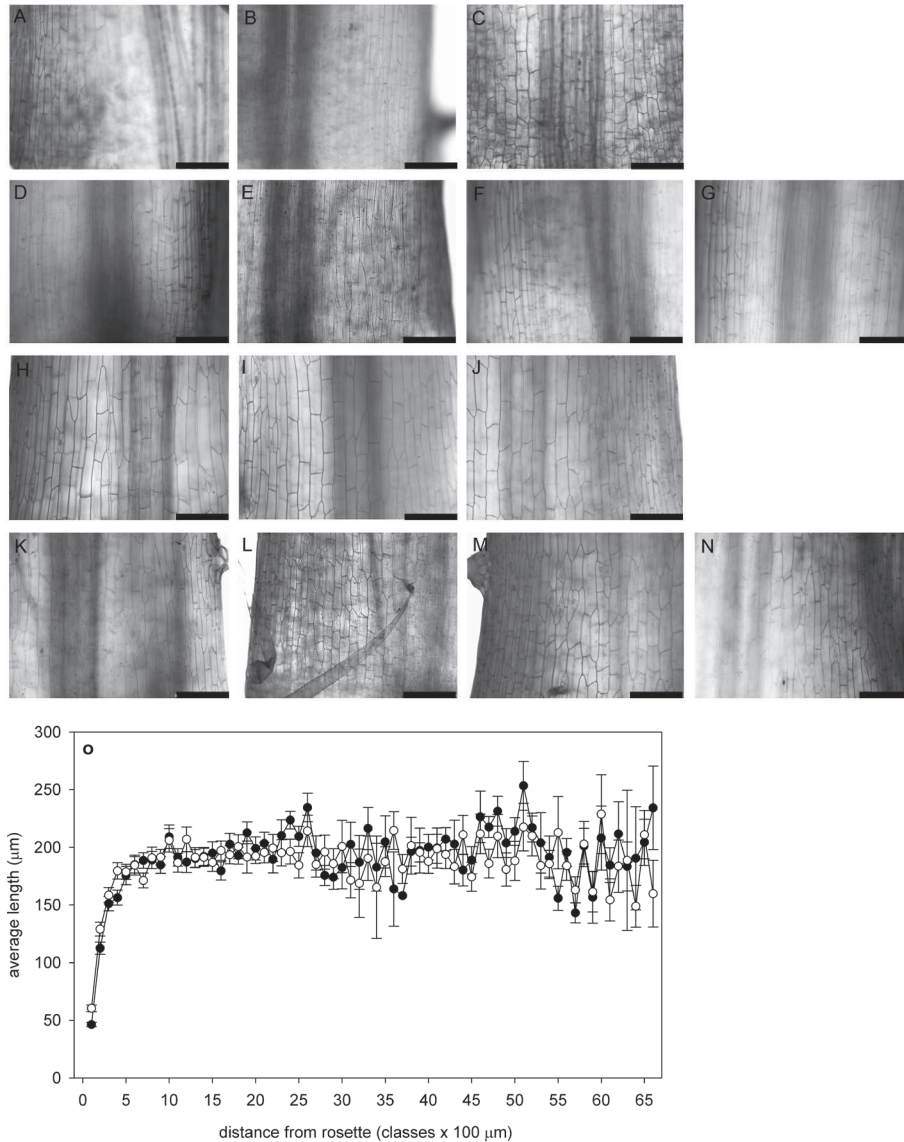 A
B
C
D
E
F
G
H
I
J
K
L
M
N
O
300
250
200
150
100
50
0
average length (µm)
0 5 10 15 20 25 30 35 40 45 50 55 60 65
distance from rosette (classes x 100 µm)